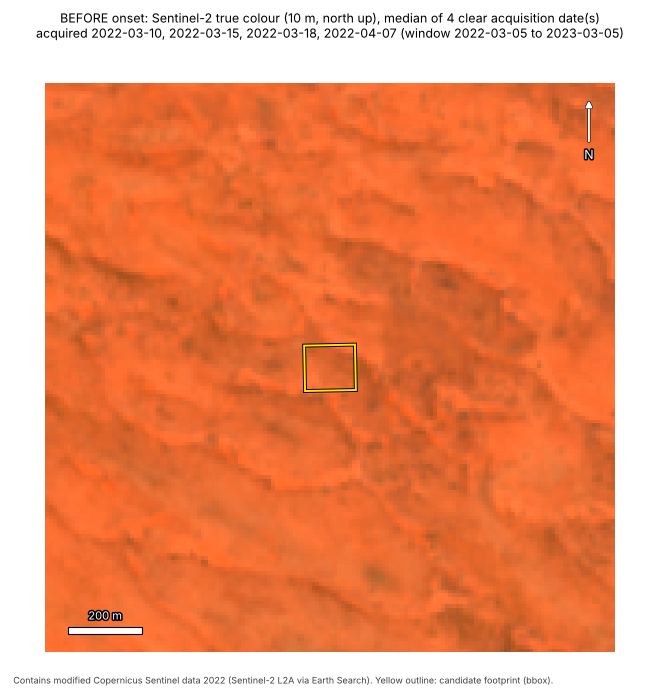 BEFORE onset: Sentinel-2 true colour (10 m, north up), median of 4 clear acquisition date(s)
acquired 2022-03-10, 2022-03-15, 2022-03-18, 2022-04-07 (window 2022-03-05 to 2023-03-05)
N
200 m
Contains modified Copernicus Sentinel data 2022 (Sentinel-2 L2A via Earth Search). Yellow outline: candidate footprint (bbox).